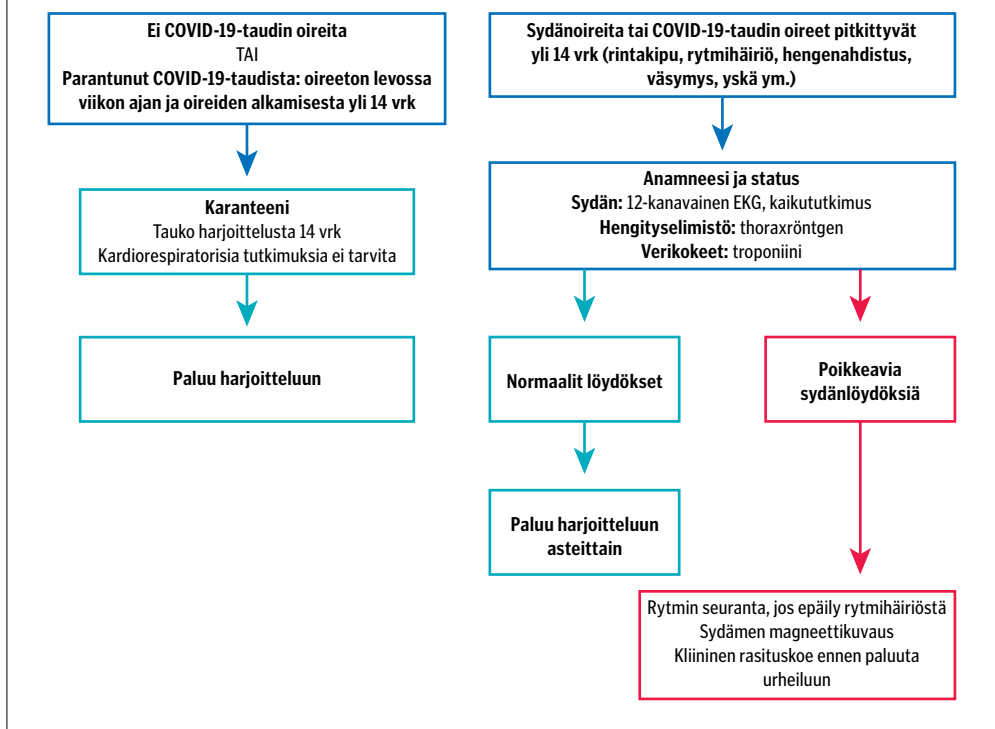 Ei COVID-19-taudin oireita
TAI
Parantunut COVID-19-taudista: oireeton levossa
viikon ajan ja oireiden alkamisesta yli 14 vrk
Karanteeni
Tauko harjoittelusta 14 vrk
Kardiorespiratorisia tutkimuksia ei tarvita
Paluu harjoitteluun
Sydänoireita tai COVID-19-taudin oireet pitkittyvät
yli 14 vrk (rintakipu, rytmihäiriö, hengenahdistus,
väsymys, yskä ym.)
Anamneesi ja status
Sydän: 12-kanavainen EKG, kaikututkimus
Hengityselimistö: thoraxröntgen
Verikokeet: troponiini
Normaalit löydökset
Paluu harjoitteluun
asteittain
Poikkeavia
sydänlöydöksiä
Rytmin seuranta, jos epäily rytmihäiriöstä
Sydämen magneettikuvaus
Kliininen rasituskoe ennen paluuta
urheiluun